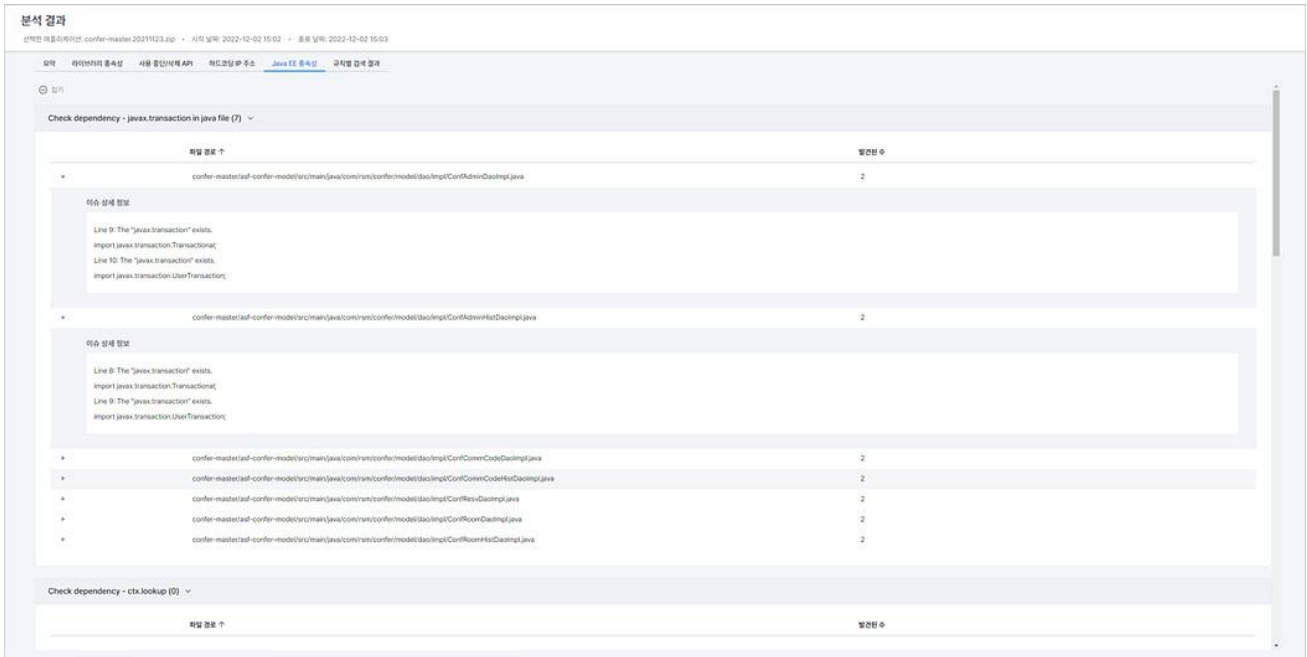 분석 결과
선택한 애플리케이션: confer-master.20211123.zip • 시작 날짜: 2022-12-02 15:02 • 종료 날짜: 2022-12-02 15:03
요약 라이브러리 종속성 사용 중단/삭제 API 하드코딩 IP 주소 Java EE 종속성 규칙별 검색 결과
접기
Check dependency - javax.transaction in java file (7)
파일 경로 ↑ 발견된 수
confer-master/asf-confer-model/src/main/java/com/rsm/confer/model/dao/impl/ConfAdminDaoImpl.java 2
이슈 상세 정보
Line 9: The "javax.transaction" exists.
import javax.transaction.Transactional;
Line 10: The "javax.transaction" exists.
import javax.transaction.UserTransaction;
confer-master/asf-confer-model/src/main/java/com/rsm/confer/model/dao/impl/ConfAdminHistDaoImpl.java 2
이슈 상세 정보
Line 8: The "javax.transaction" exists.
import javax.transaction.Transactional;
Line 9: The "javax.transaction" exists.
import javax.transaction.UserTransaction;
confer-master/asf-confer-model/src/main/java/com/rsm/confer/model/dao/impl/ConfCommCodeDaoImpl.java 2
confer-master/asf-confer-model/src/main/java/com/rsm/confer/model/dao/impl/ConfCommCodeHistDaoImpl.java 2
confer-master/asf-confer-model/src/main/java/com/rsm/confer/model/dao/impl/ConfResvDaoImpl.java 2
confer-master/asf-confer-model/src/main/java/com/rsm/confer/model/dao/impl/ConfRoomDaoImpl.java 2
confer-master/asf-confer-model/src/main/java/com/rsm/confer/model/dao/impl/ConfRoomHistDaoImpl.java 2
Check dependency - ctx.lookup (0)
파일 경로 ↑ 발견된 수